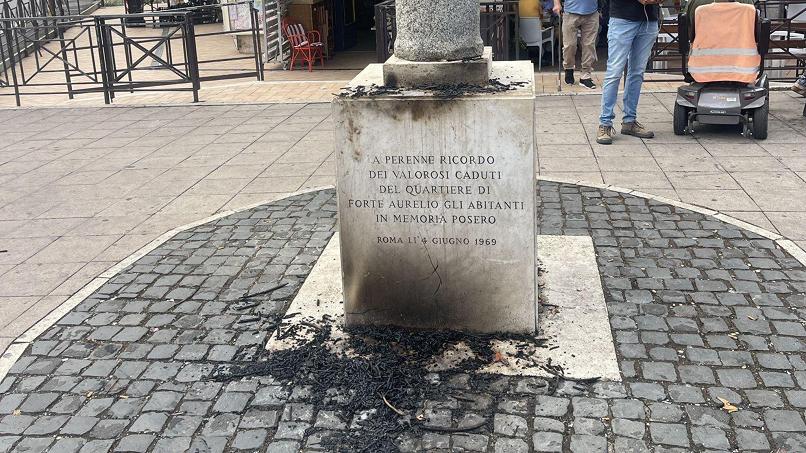 A PERENNE RICORDO
DEI VALOROSI CADUTI
DEL QUARTIERE DI
FORTE AURELIO GLI ABITANTI
IN MEMORIA POSERO
ROMA LI' 4 GIUGNO 1969